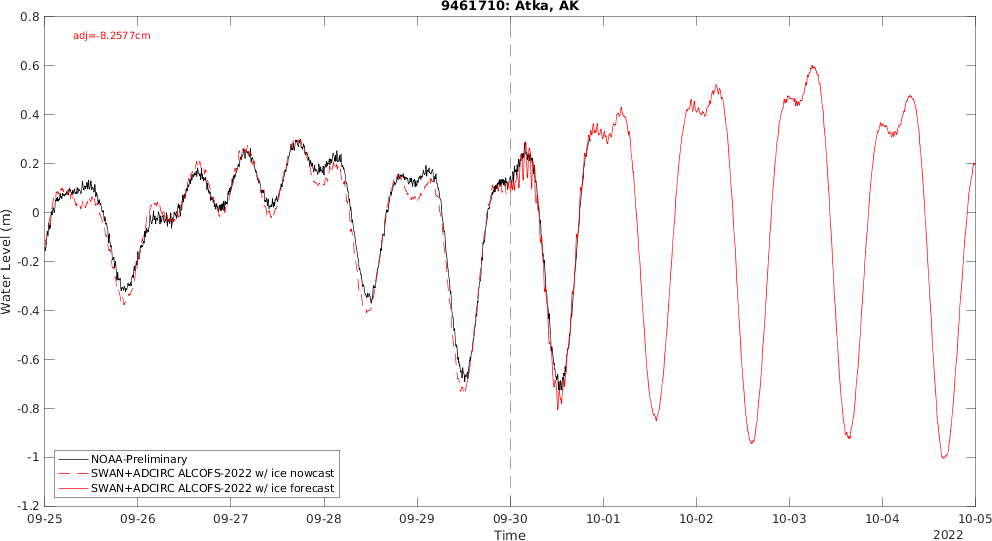 9461710: Atka, AK
adj=-8.2577cm
0.8
0.6
0.4
0.2
0
-0.2
-0.4
-0.6
-0.8
-1
-1.2
Water Level (m)
NOAA-Preliminary
SWAN+ADCIRC ALCOFS-2022 w/ ice nowcast
SWAN+ADCIRC ALCOFS-2022 w/ ice forecast
09-25 09-26 09-27 09-28 09-29 09-30 10-01 10-02 10-03 10-04 10-05
Time
2022